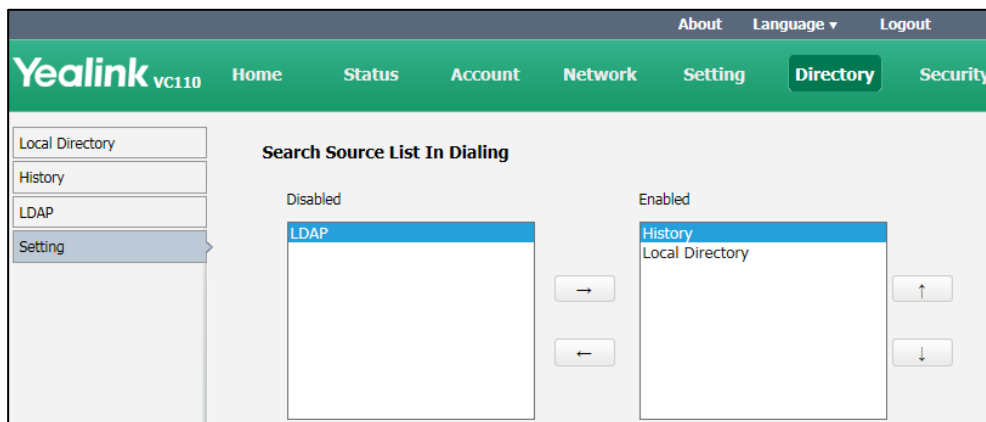 About Language ▾ Logout
Yealink VC110 Home Status Account Network Setting Directory Security
Local Directory
History
LDAP
Setting
Search Source List In Dialing
Disabled Enabled
LDAP History
Local Directory
→ ↑
← ↓